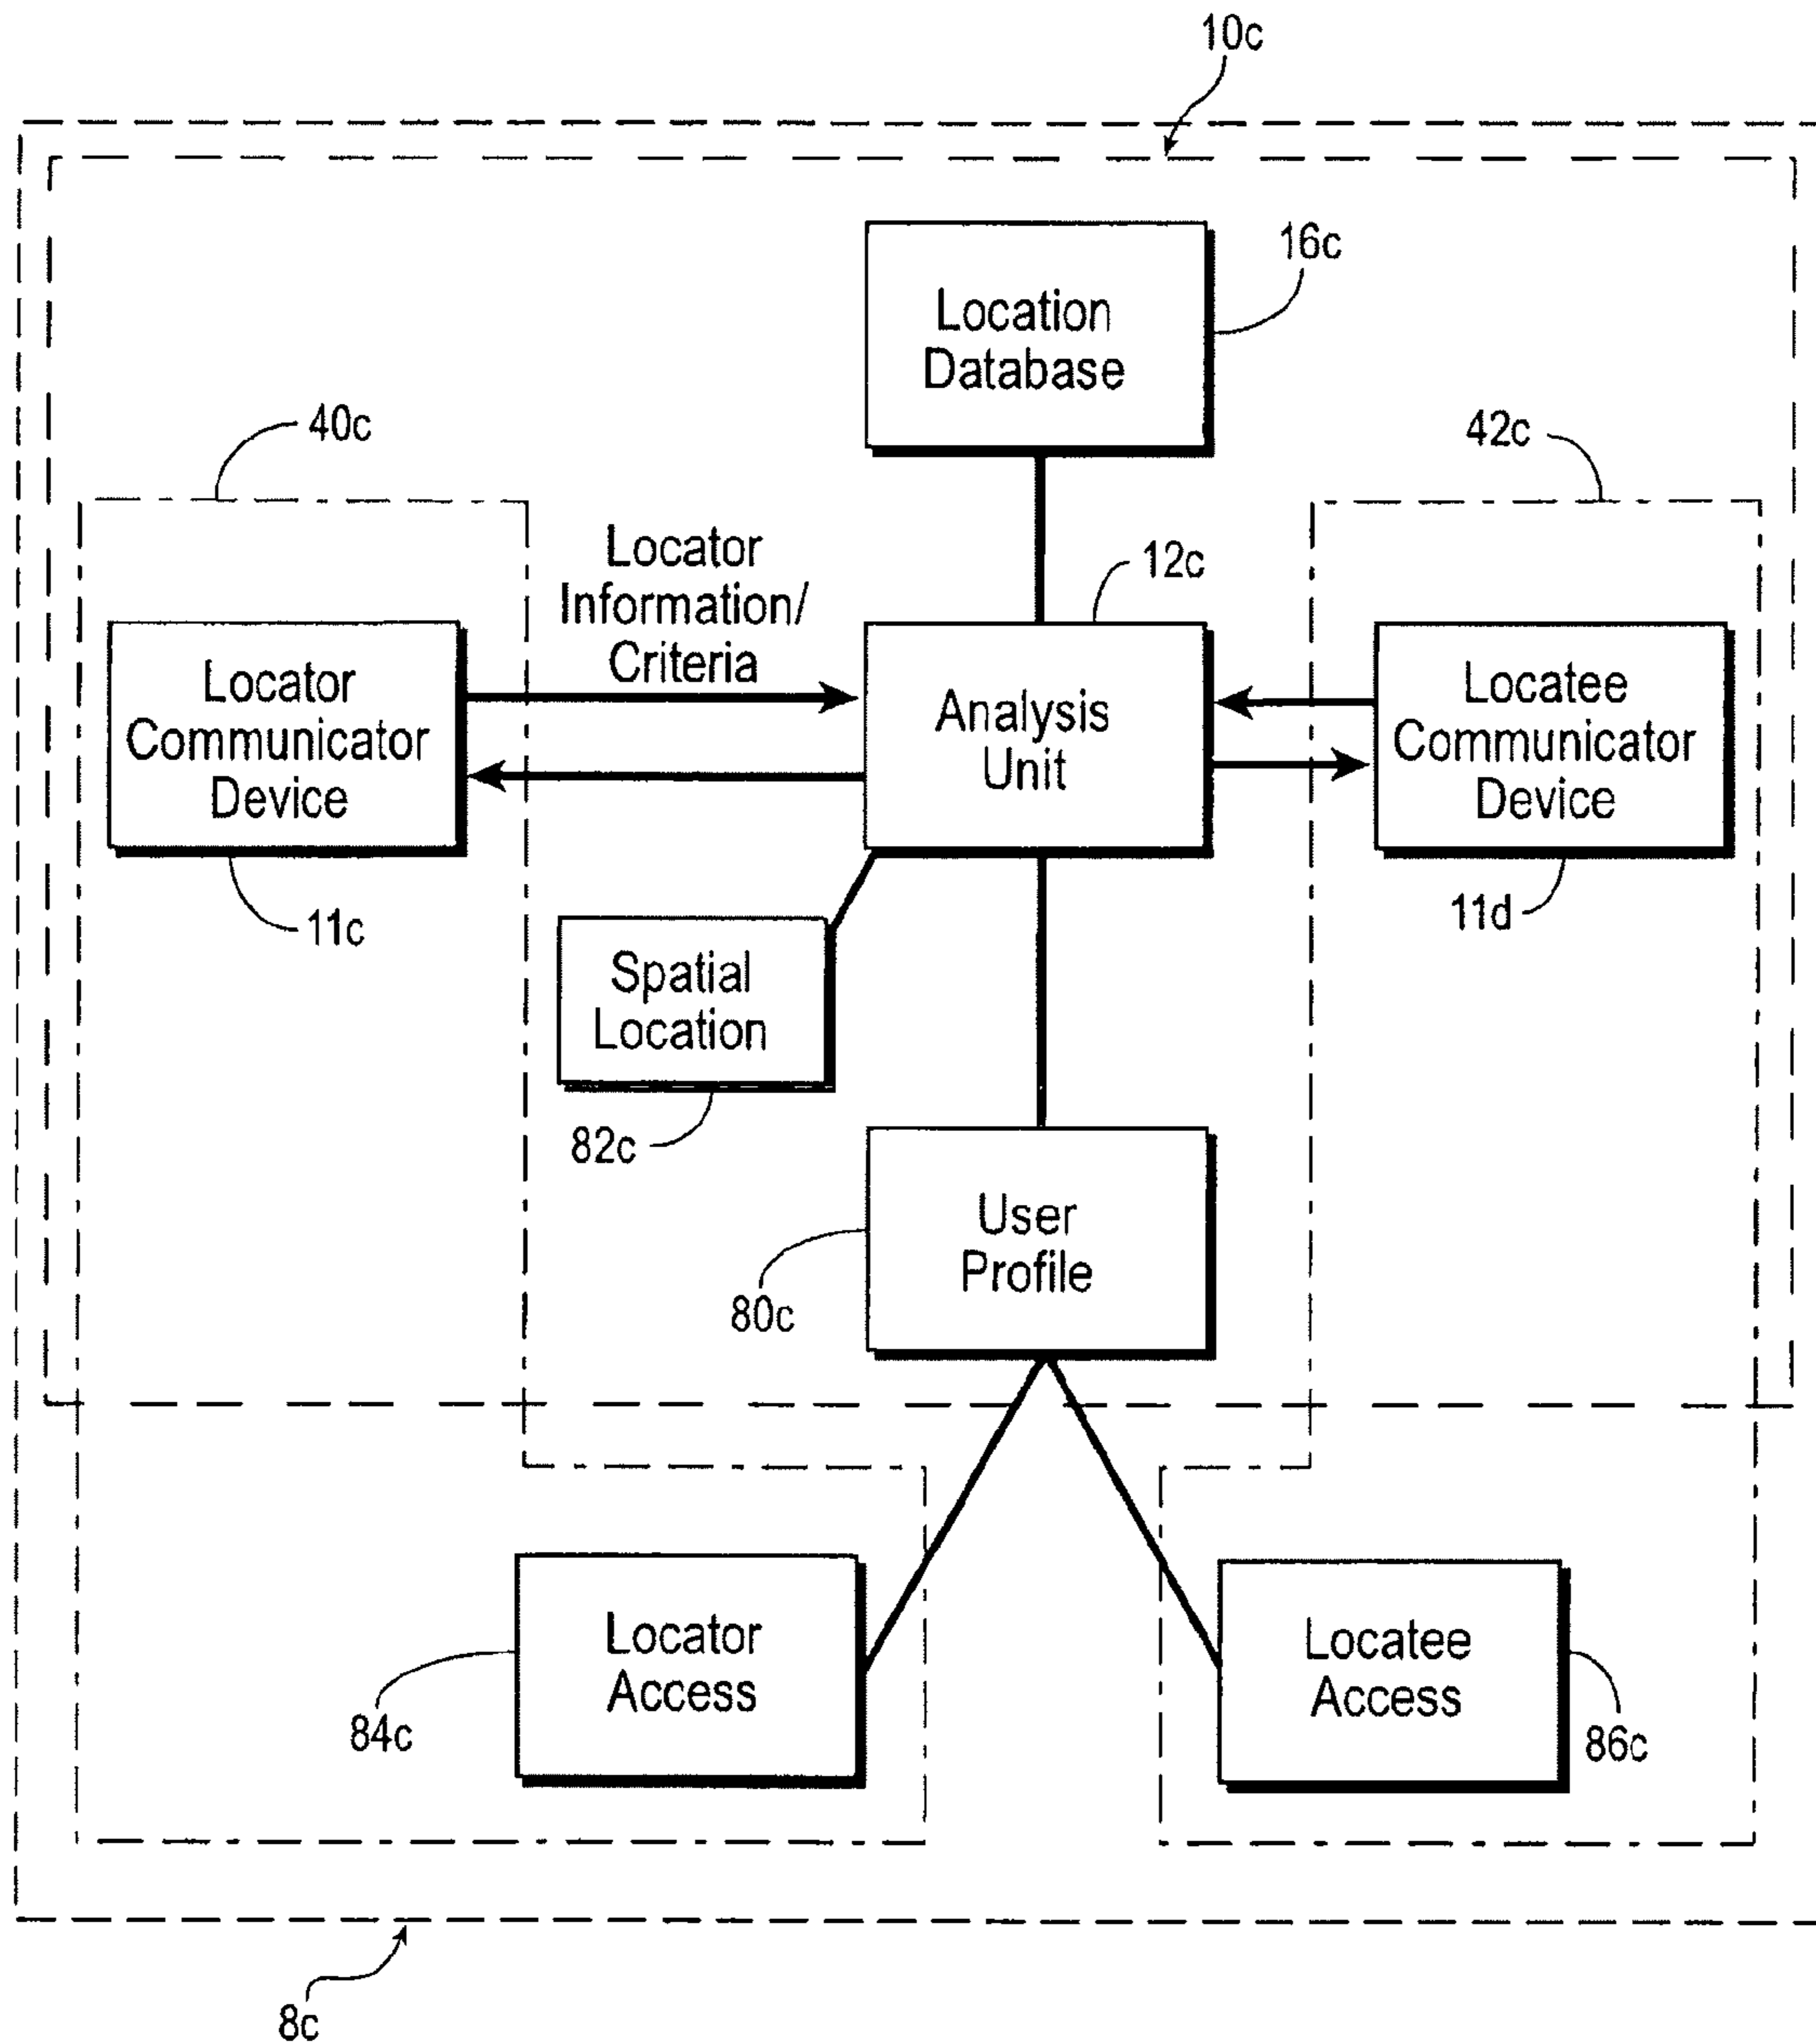 10c
16c
Location
Database
40c
42c
Locator
Information/
Criteria
12c
Locator
Communicator
Device
Analysis
Unit
Locatee
Communicator
Device
11c
11d
Spatial
Location
82c
User
Profile
80c
Locator
Access
84c
Locatee
Access
86c
8c